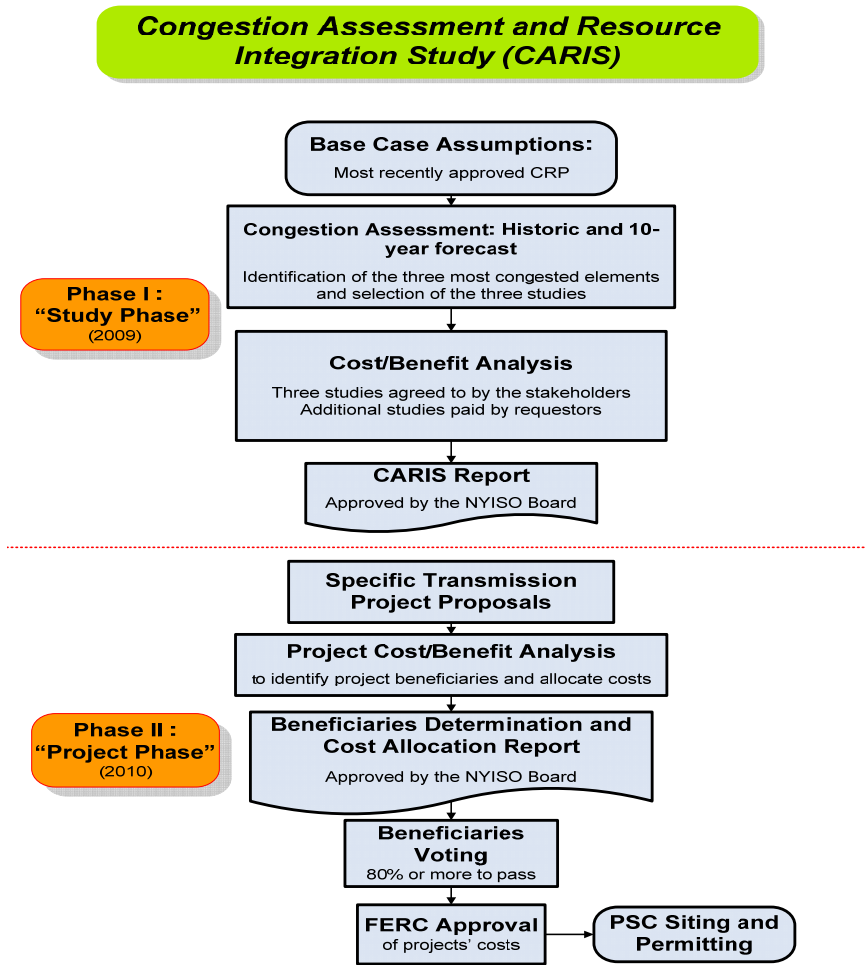 Congestion Assessment and Resource
Integration Study (CARIS)
Base Case Assumptions:
Most recently approved CRP
Congestion Assessment: Historic and 10-
year forecast
Identification of the three most congested elements
and selection of the three studies
Phase I :
“Study Phase”
(2009)
Cost/Benefit Analysis
Three studies agreed to by the stakeholders
Additional studies paid by requestors
CARIS Report
Approved by the NYISO Board
Specific Transmission
Project Proposals
Project Cost/Benefit Analysis
to identify project beneficiaries and allocate costs
Phase II :
“Project Phase”
(2010)
Beneficiaries Determination and
Cost Allocation Report
Approved by the NYISO Board
Beneficiaries
Voting
80% or more to pass
FERC Approval
of projects’ costs
PSC Siting and
Permitting